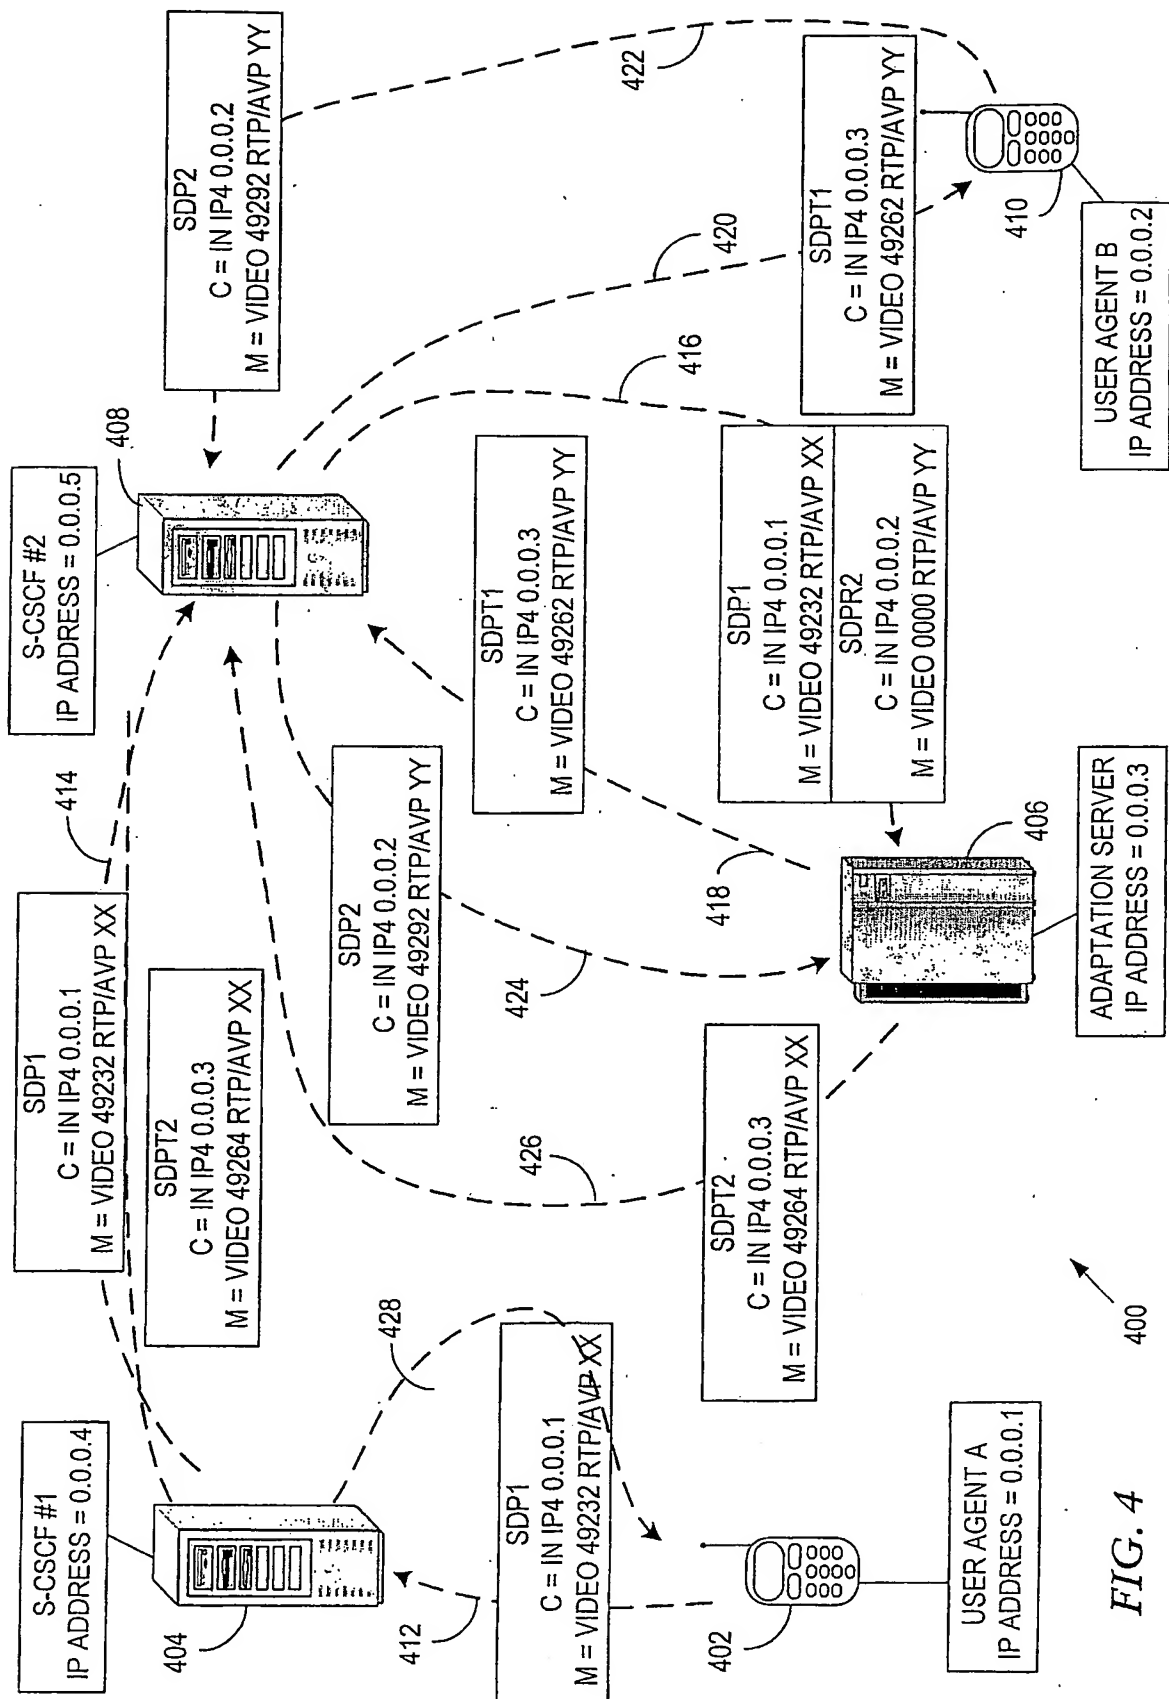 S-CSCF #1
IP ADDRESS = 0.0.0.4
404
412
SDP1
C = IN IP4 0.0.0.1
M = VIDEO 49232 RTP/AVP XX
402
USER AGENT A
IP ADDRESS = 0.0.0.1
428
SDP1
C = IN IP4 0.0.0.1
M = VIDEO 49232 RTP/AVP XX
414
SDPT2
C = IN IP4 0.0.0.3
M = VIDEO 49264 RTP/AVP XX
426
SDPT2
C = IN IP4 0.0.0.3
M = VIDEO 49264 RTP/AVP XX
SDP2
C = IN IP4 0.0.0.2
M = VIDEO 49292 RTP/AVP YY
424
418
406
ADAPTATION SERVER
IP ADDRESS = 0.0.0.3
S-CSCF #2
IP ADDRESS = 0.0.0.5
408
SDPT1
C = IN IP4 0.0.0.3
M = VIDEO 49262 RTP/AVP YY
SDP1
C = IN IP4 0.0.0.1
M = VIDEO 49232 RTP/AVP XX
SDPR2
C = IN IP4 0.0.0.2
M = VIDEO 0000 RTP/AVP YY
416
420
SDP2
C = IN IP4 0.0.0.2
M = VIDEO 49292 RTP/AVP YY
422
SDPT1
C = IN IP4 0.0.0.3
M = VIDEO 49262 RTP/AVP YY
410
USER AGENT B
IP ADDRESS = 0.0.0.2
400
FIG. 4